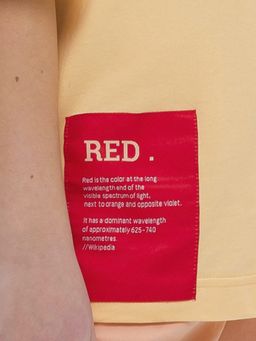 RED .
Red is the color at the long
wavelength end of the
visible spectrum of light,
next to orange and opposite violet.
It has a dominant wavelength
of approximately 625-740
nanometres.
//Wikipedia